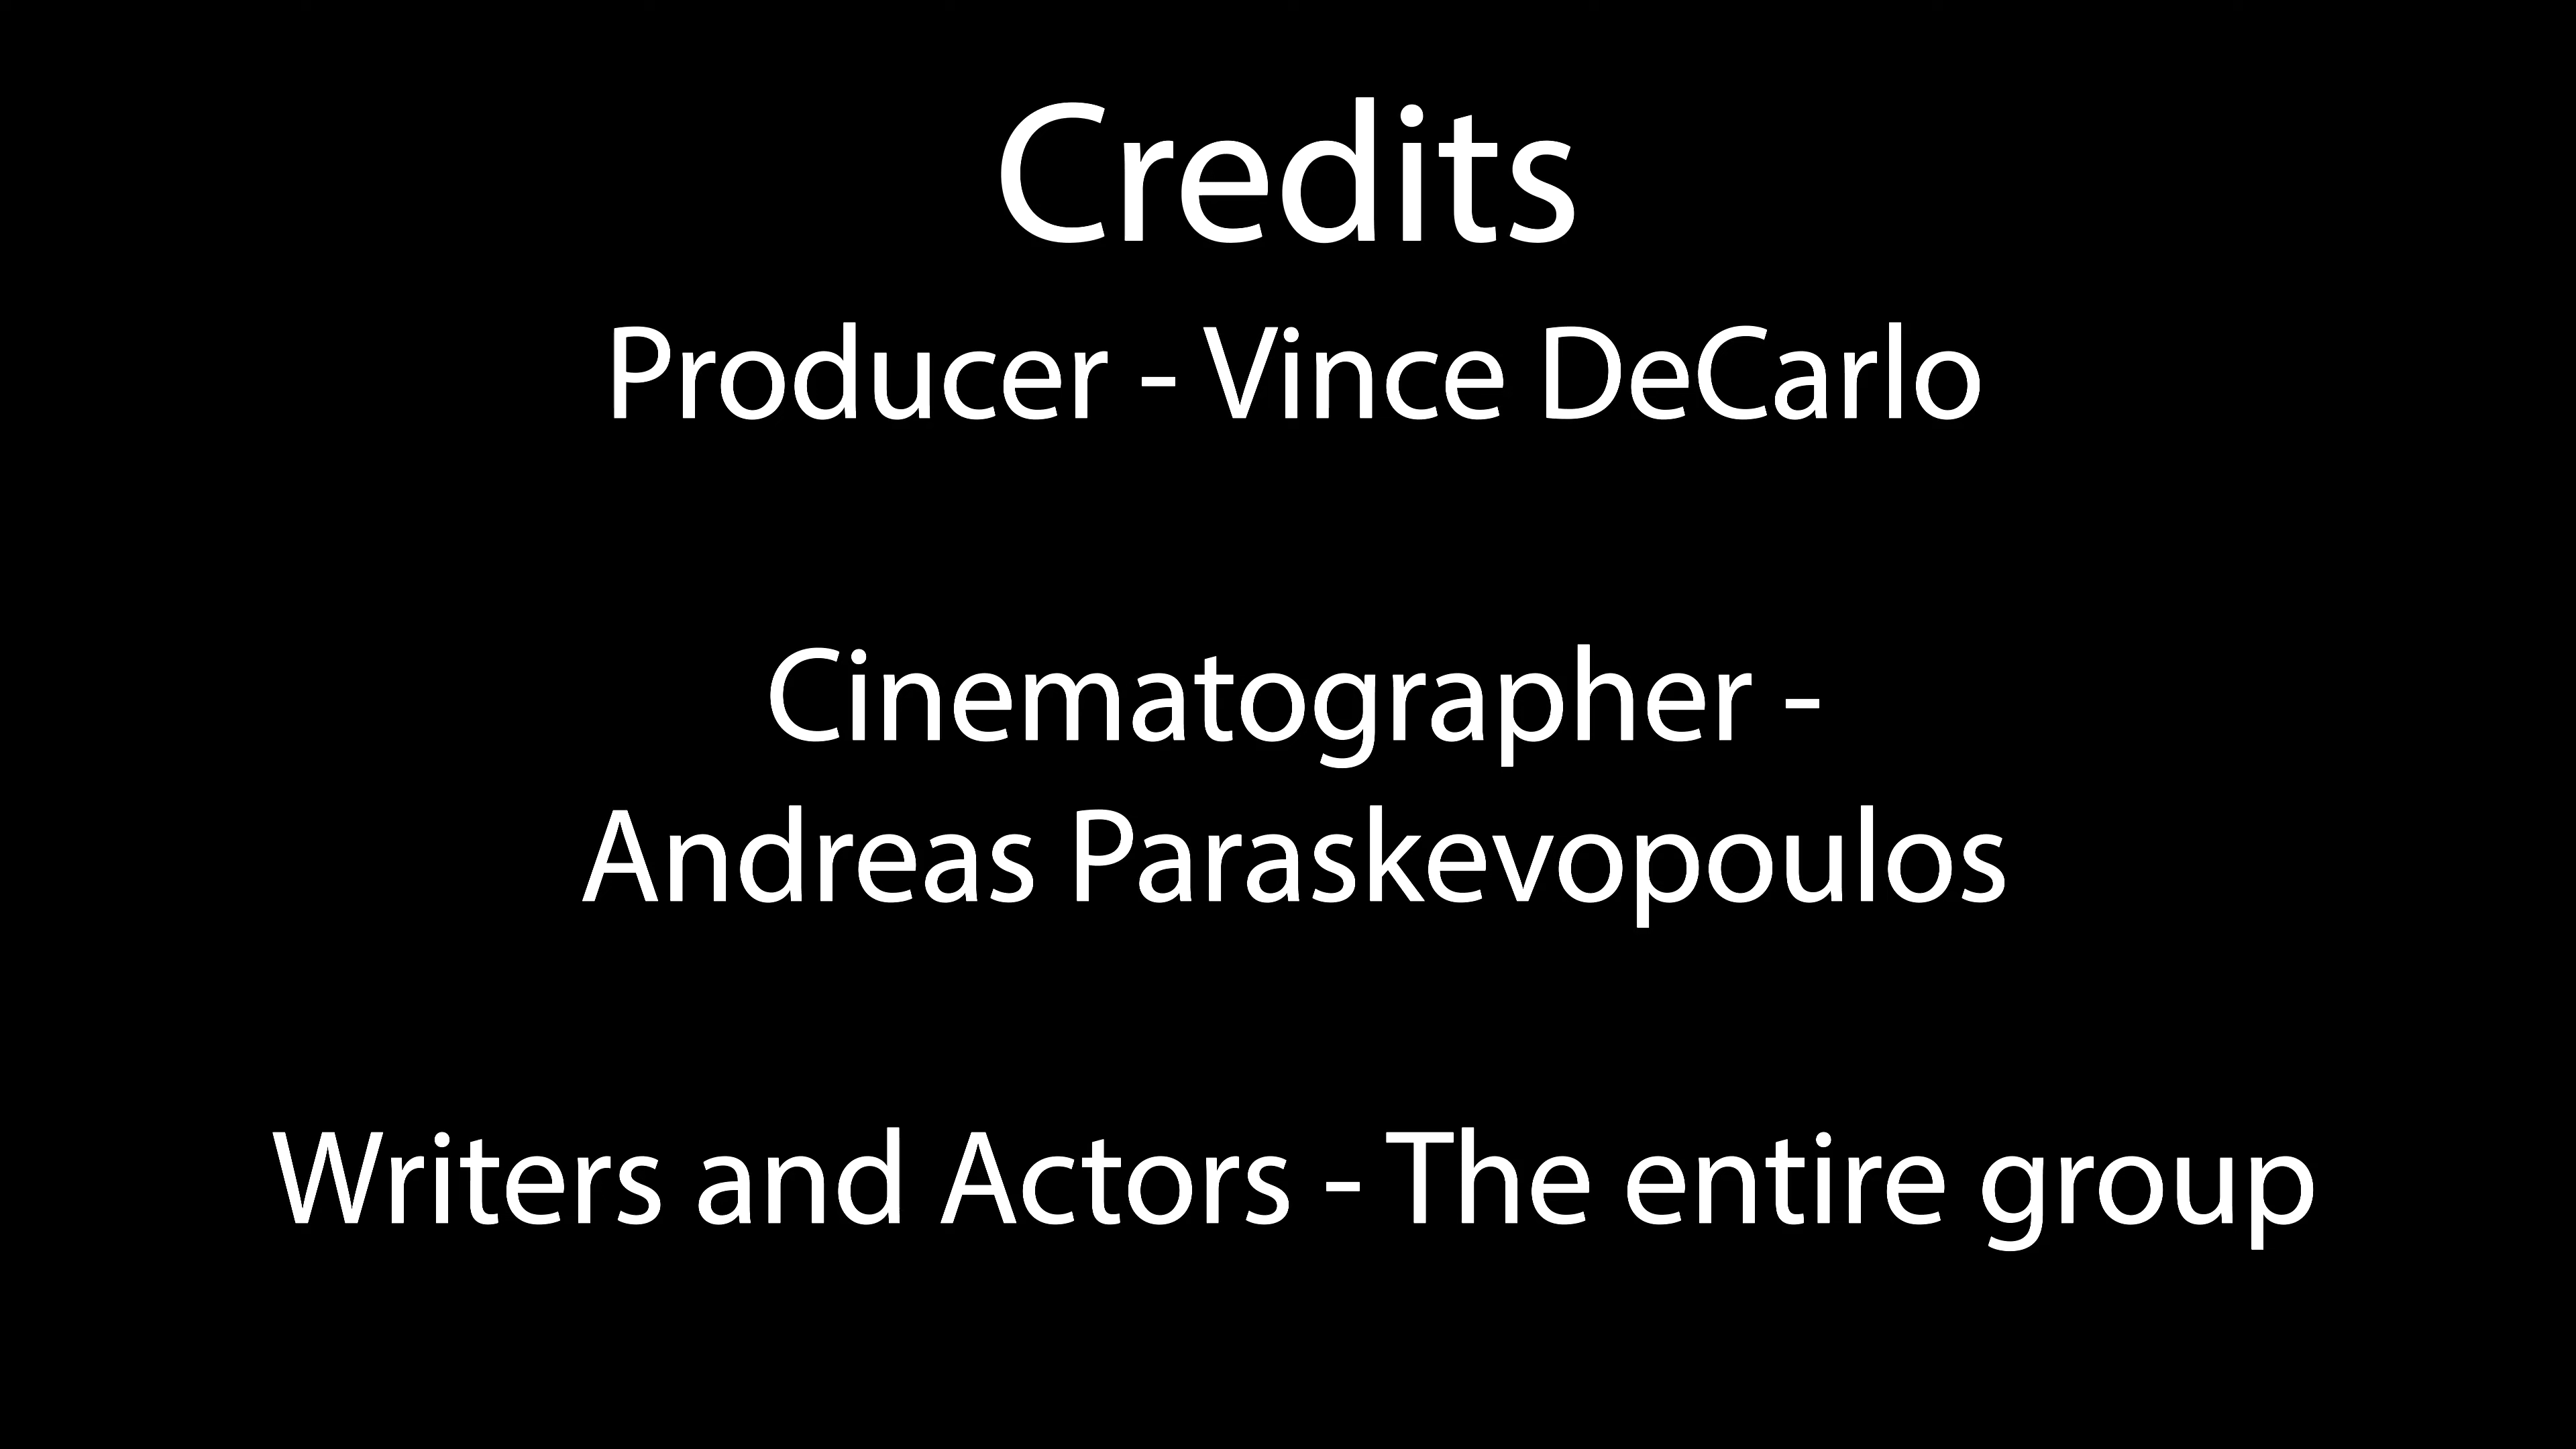 Credits
Producer - Vince DeCarlo
Cinematographer -
Andreas Paraskevopoulos
Writers and Actors - The entire group